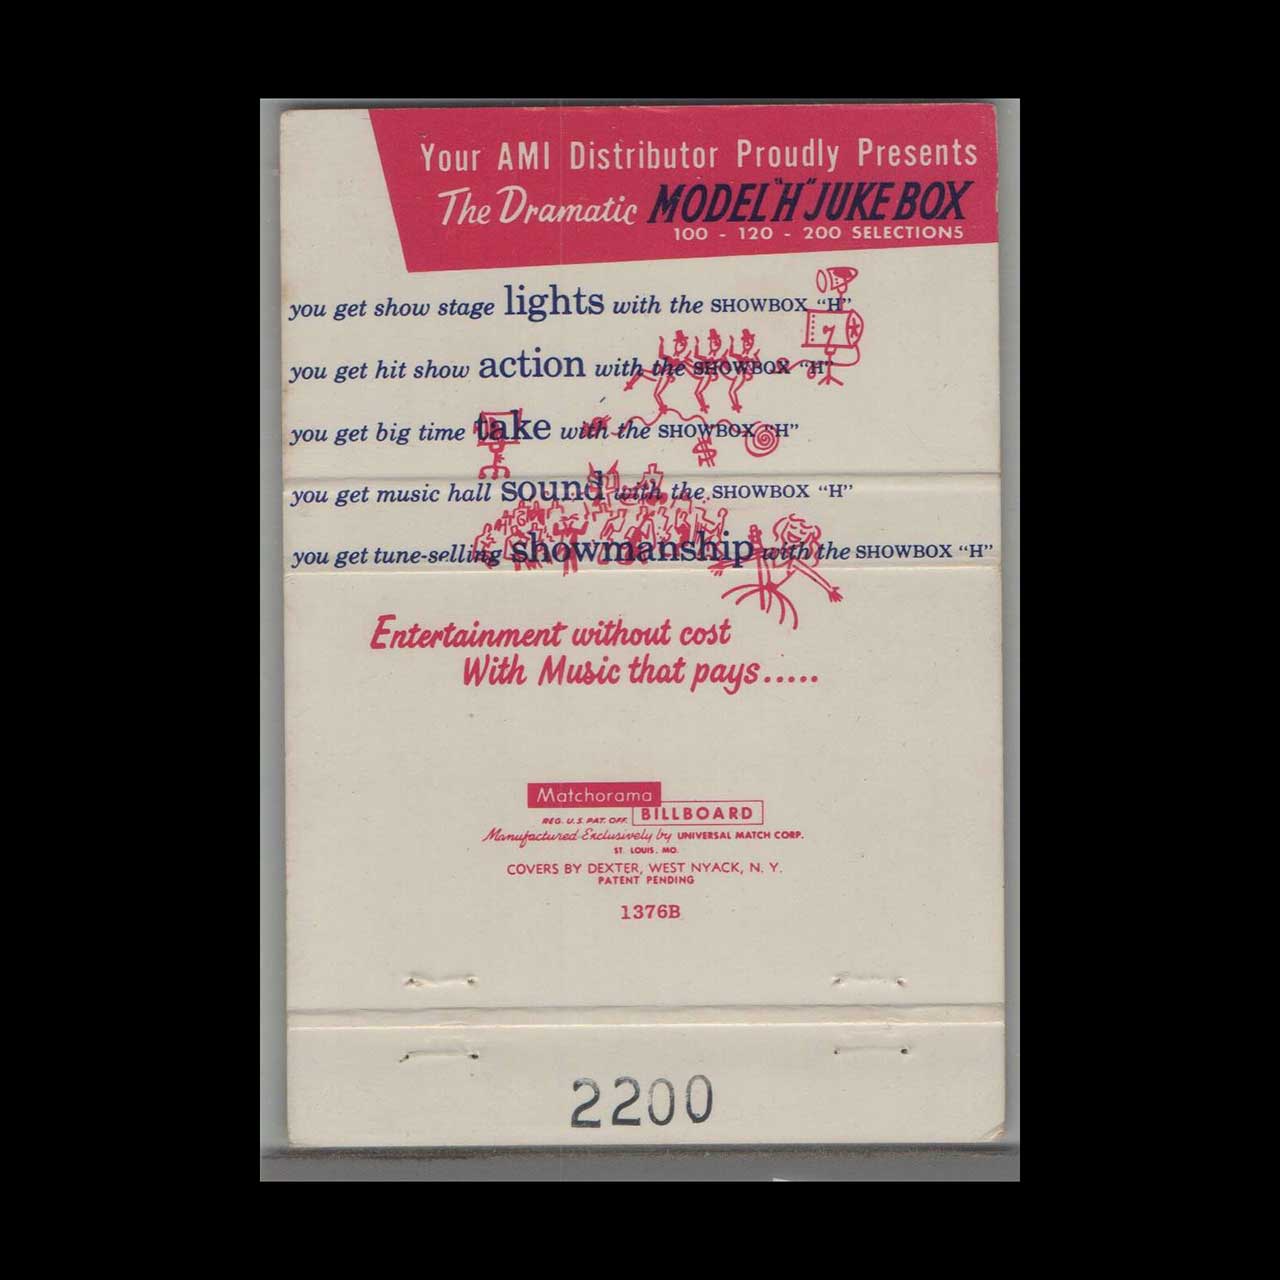 Your AMI Distributor Proudly Presents
The Dramatic MODEL "H" JUKE BOX
100 - 120 - 200 SELECTIONS
you get show stage lights with the SHOWBOX “H”
you get hit show action with the SHOWBOX “H”
you get big time take with the SHOWBOX “H”
you get music hall sound with the SHOWBOX “H”
you get tune-selling showmanship with the SHOWBOX “H”
Entertainment without cost
With Music that pays.....
Matchorama
REG. U.S. PAT. OFF. BILLBOARD
Manufactured Exclusively by UNIVERSAL MATCH CORP.
ST. LOUIS. MO.
COVERS BY DEXTER, WEST NYACK, N. Y.
PATENT PENDING
1376B
2200